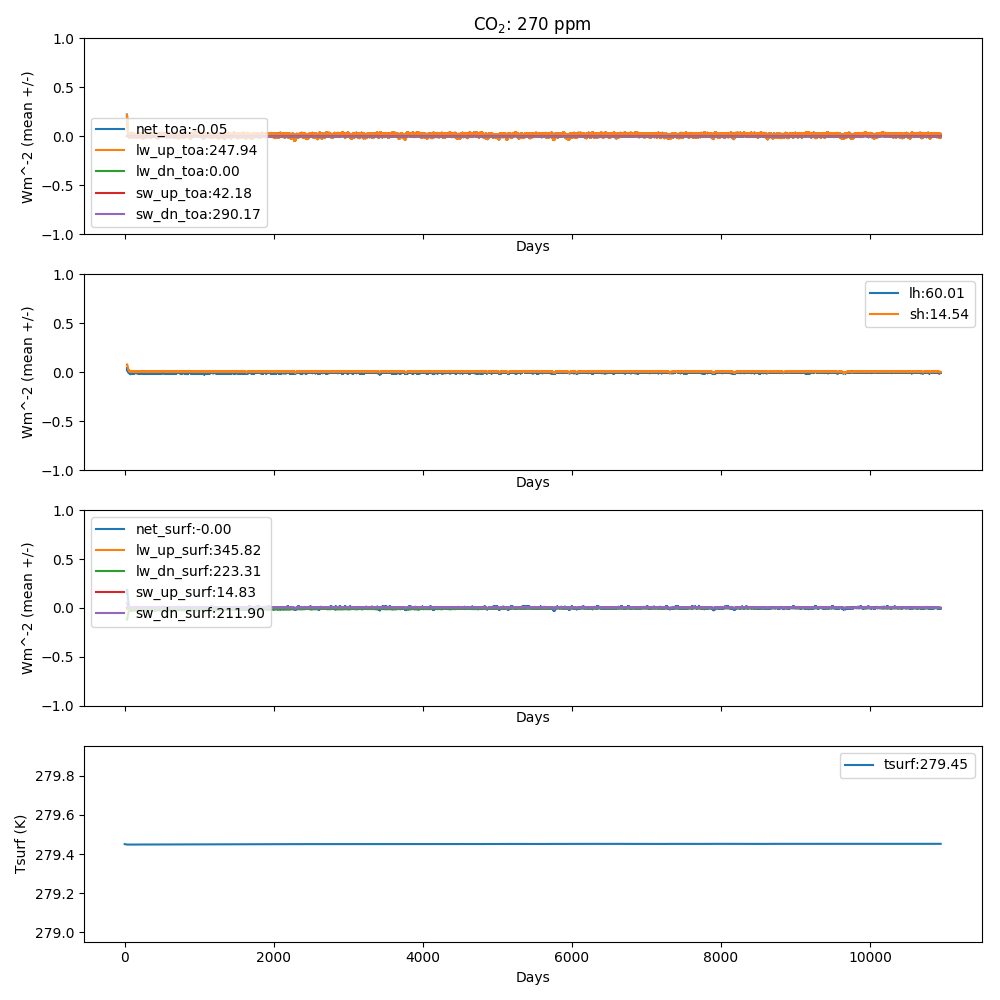 CO₂: 270 ppm
1.0
0.5
0.0
−0.5
−1.0
Wm^-2 (mean +/-)
net_toa:-0.05
lw_up_toa:247.94
lw_dn_toa:0.00
sw_up_toa:42.18
sw_dn_toa:290.17
Days
1.0
0.5
0.0
−0.5
−1.0
Wm^-2 (mean +/-)
lh:60.01
sh:14.54
Days
1.0
0.5
0.0
−0.5
−1.0
Wm^-2 (mean +/-)
net_surf:-0.00
lw_up_surf:345.82
lw_dn_surf:223.31
sw_up_surf:14.83
sw_dn_surf:211.90
Days
279.8
279.6
279.4
279.2
279.0
Tsurf (K)
tsurf:279.45
0 2000 4000 6000 8000 10000
Days